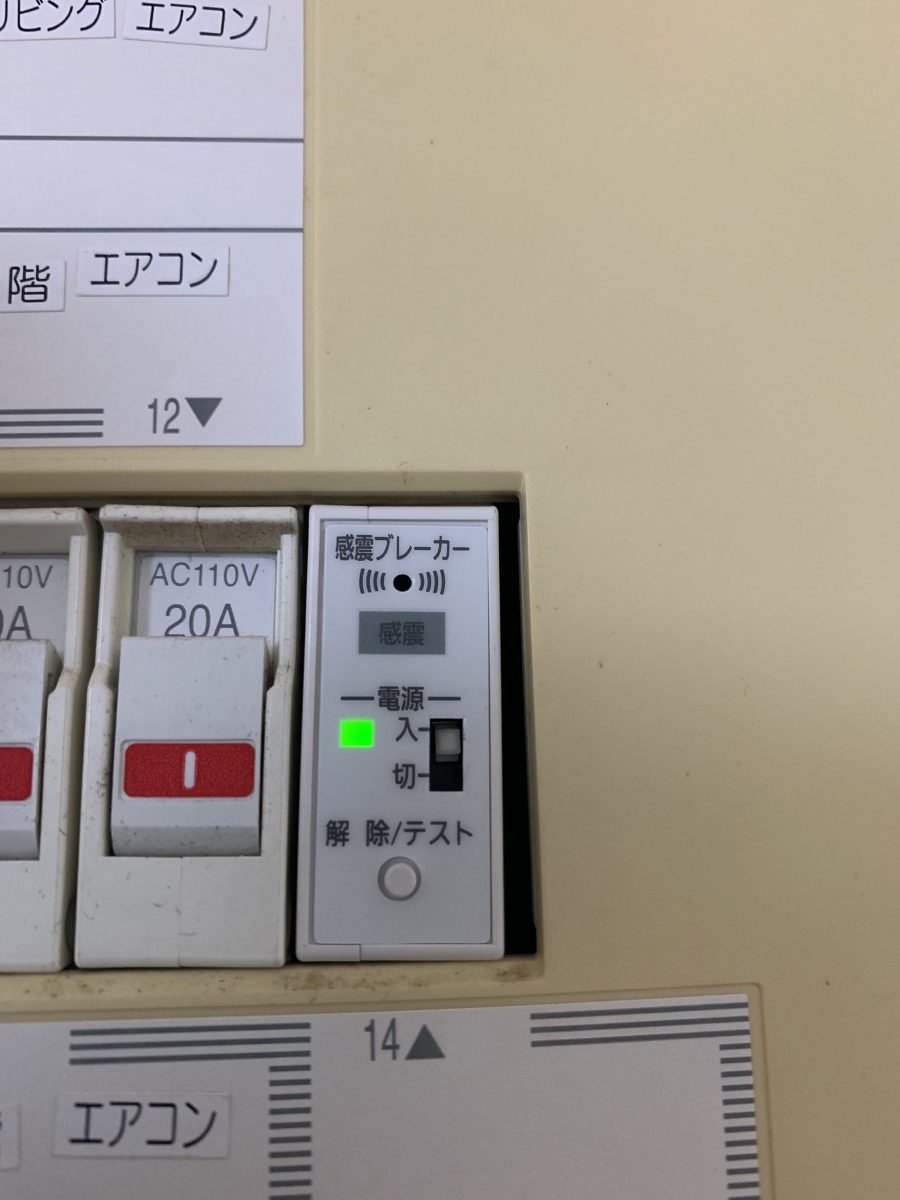 リビング エアコン
階 エアコン
12▼
感震ブレーカー
10V
AC110V
0A
20A
感震
電源
入
切
解 除/テスト
14▲
エアコン